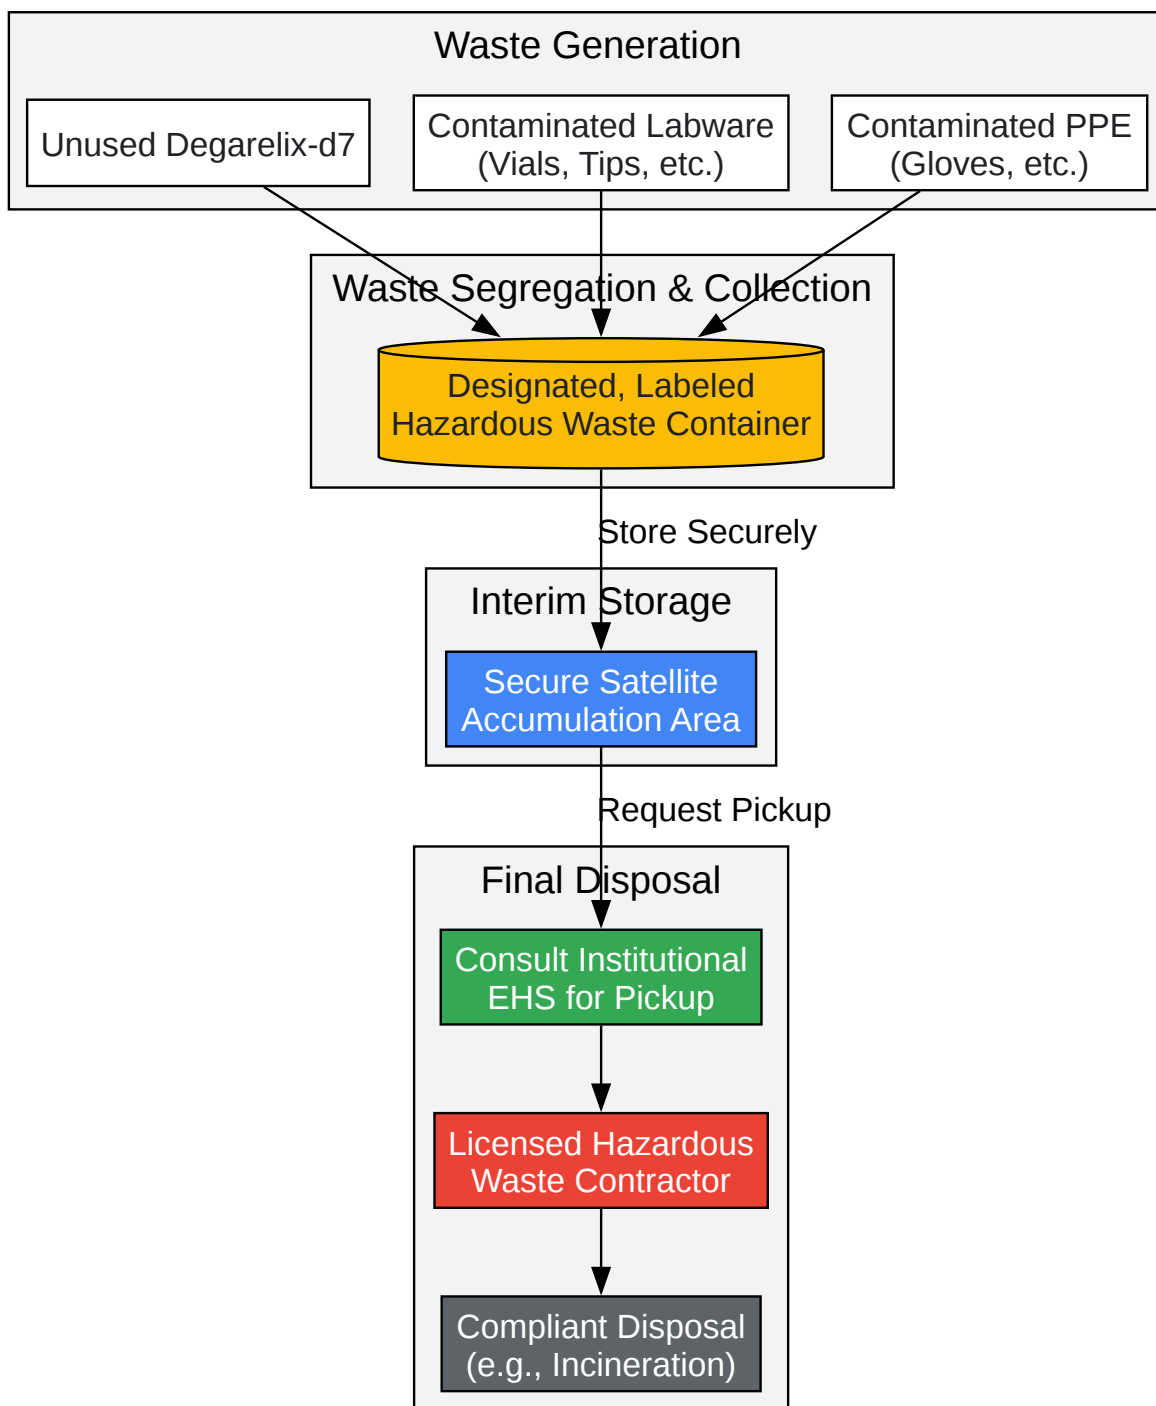 Waste Generation
Unused Degarelix-d7
Contaminated Labware
(Vials, Tips, etc.)
Contaminated PPE
(Gloves, etc.)
Waste Segregation & Collection
Designated, Labeled
Hazardous Waste Container
Store Securely
Interim Storage
Secure Satellite
Accumulation Area
Request Pickup
Final Disposal
Consult Institutional
EHS for Pickup
Licensed Hazardous
Waste Contractor
Compliant Disposal
(e.g., Incineration)